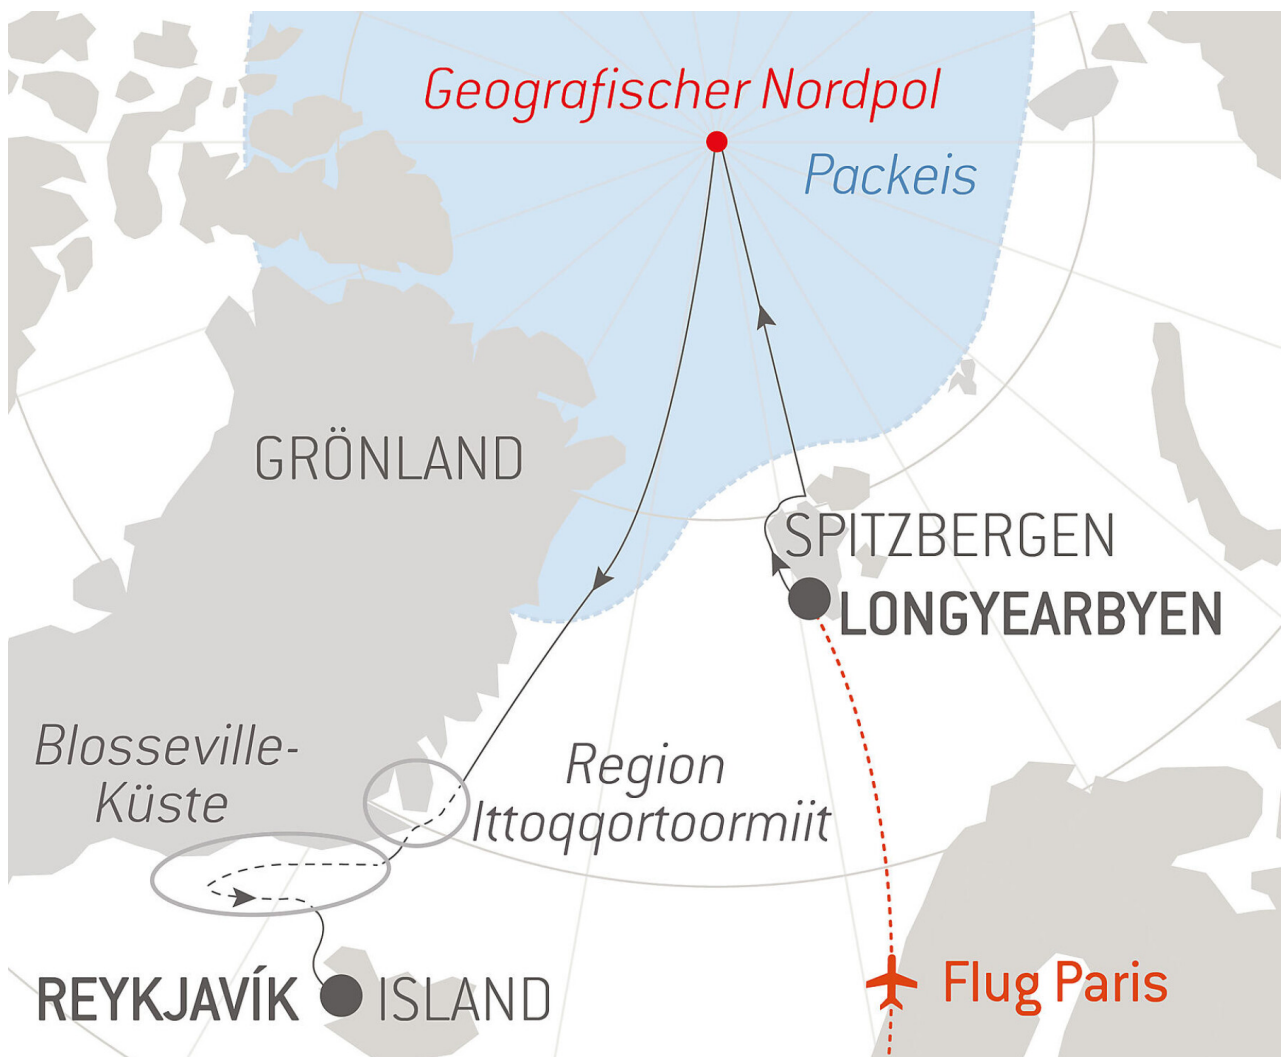 Geografischer Nordpol
Packeis
GRÖNLAND
SPITZBERGEN
LONGYEARBYEN
Blosseville-
Küste
Region
Ittoqqortoormiit
REYKJAVÍK
ISLAND
Flug Paris